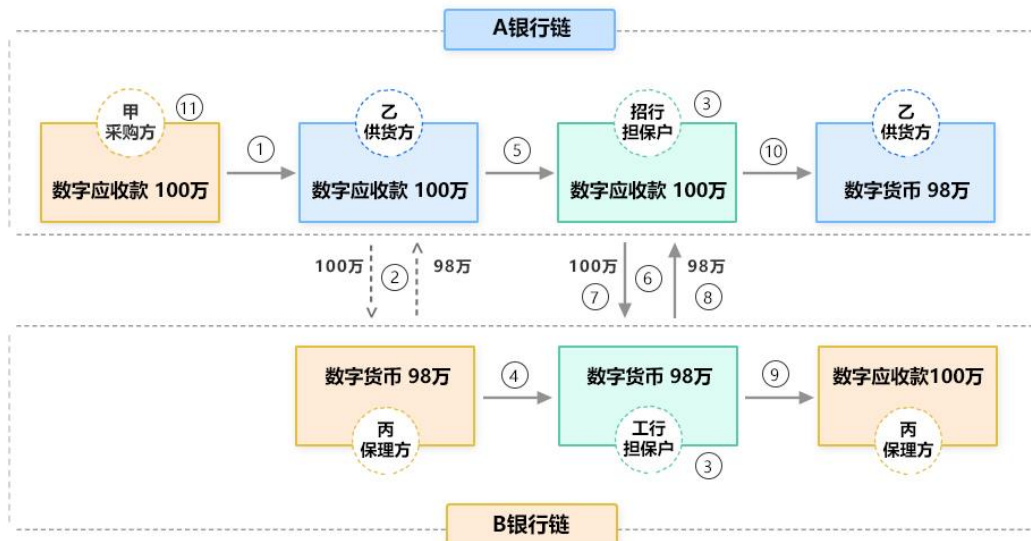 A银行链
甲
采购方
⑪
数字应收款 100万
①
乙
供货方
数字应收款 100万
⑤
招行
担保户
③
数字应收款 100万
⑩
乙
供货方
数字货币 98万
100万
②
98万
100万
⑦
⑥
98万
⑧
数字货币 98万
丙
保理方
④
数字货币 98万
工行
担保户
③
⑨
数字应收款100万
丙
保理方
B银行链